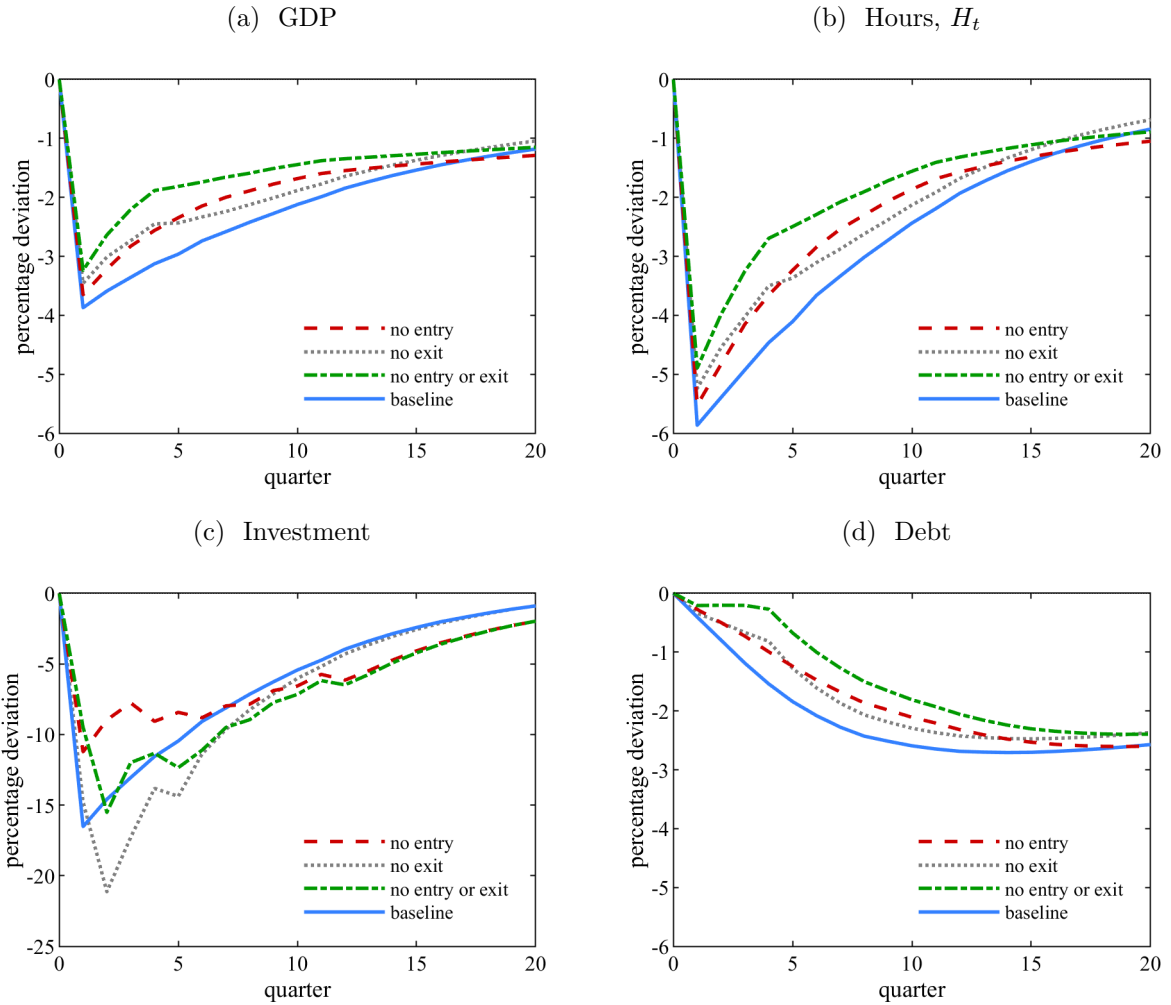 (a) GDP
0
-1
-2
-3
-4
-5
-6
percentage deviation
no entry
no exit
no entry or exit
baseline
0 5 10 15 20
quarter
(b) Hours, H_t
0
-1
-2
-3
-4
-5
-6
percentage deviation
no entry
no exit
no entry or exit
baseline
0 5 10 15 20
quarter
(c) Investment
0
-5
-10
-15
-20
-25
percentage deviation
no entry
no exit
no entry or exit
baseline
0 5 10 15 20
quarter
(d) Debt
0
-1
-2
-3
-4
-5
-6
percentage deviation
no entry
no exit
no entry or exit
baseline
0 5 10 15 20
quarter